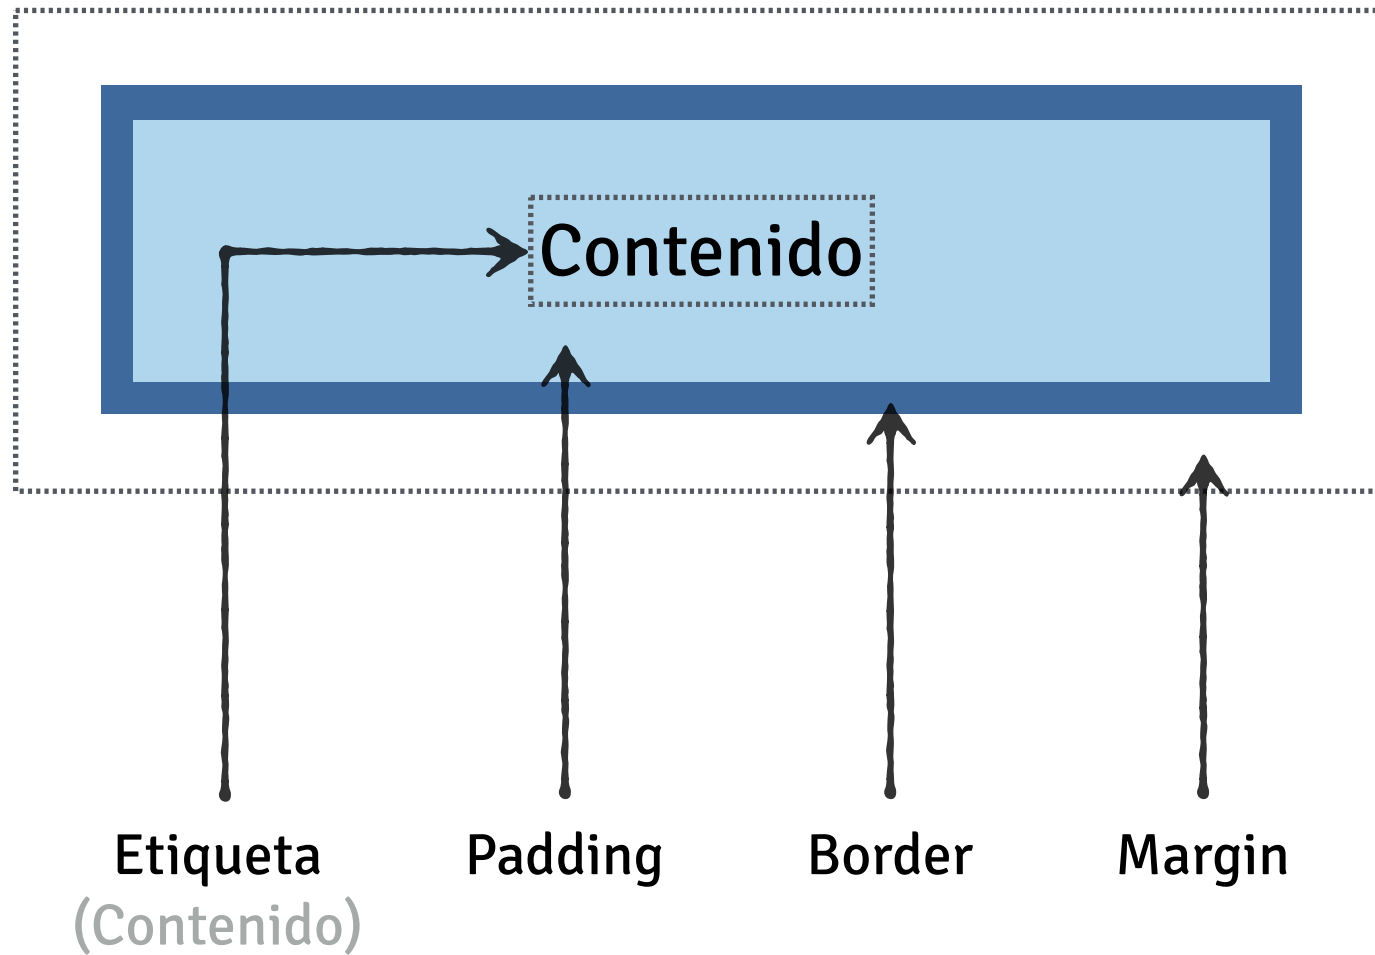 Contenido
Etiqueta
(Contenido)
Padding
Border
Margin